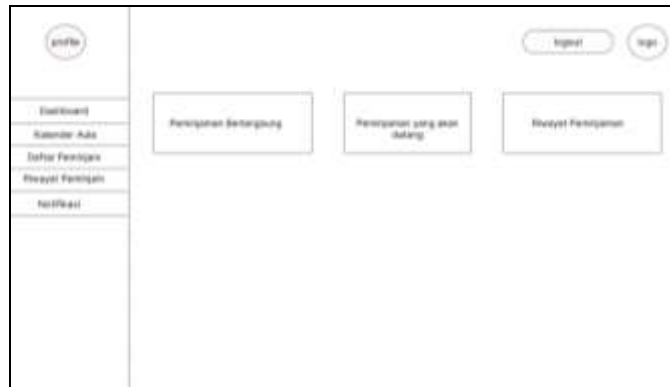 profile
logout
logo
Dashboard
Kalender Aula
Daftar Peminjam
Riwayat Peminjam
Notifikasi
Peminjaman Berlangsung
Peminjaman yang akan
datang
Riwayat Peminjaman